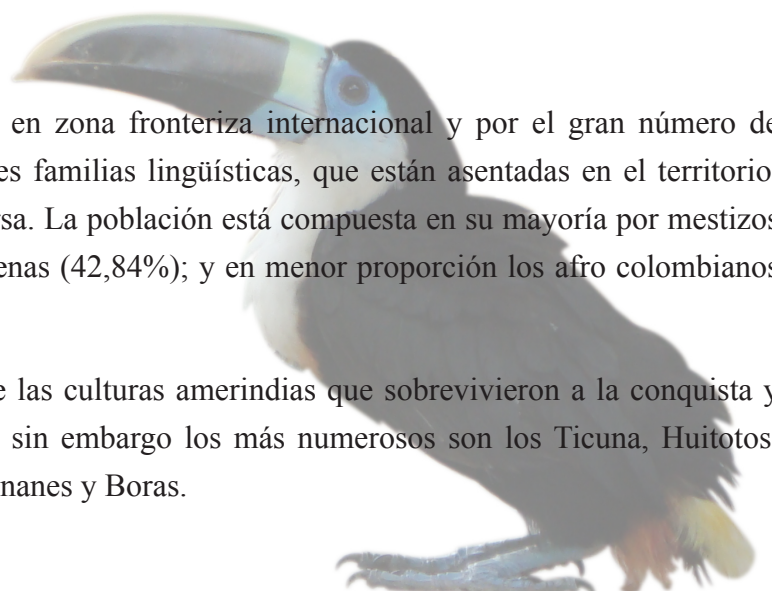 en zona fronteriza internacional y por el gran número de
es familias lingüísticas, que están asentadas en el territorio
rsa. La población está compuesta en su mayoría por mestizos
enas (42,84%); y en menor proporción los afro colombianos
e las culturas amerindias que sobrevivieron a la conquista y
sin embargo los más numerosos son los Ticuna, Huitotos
nanes y Boras.